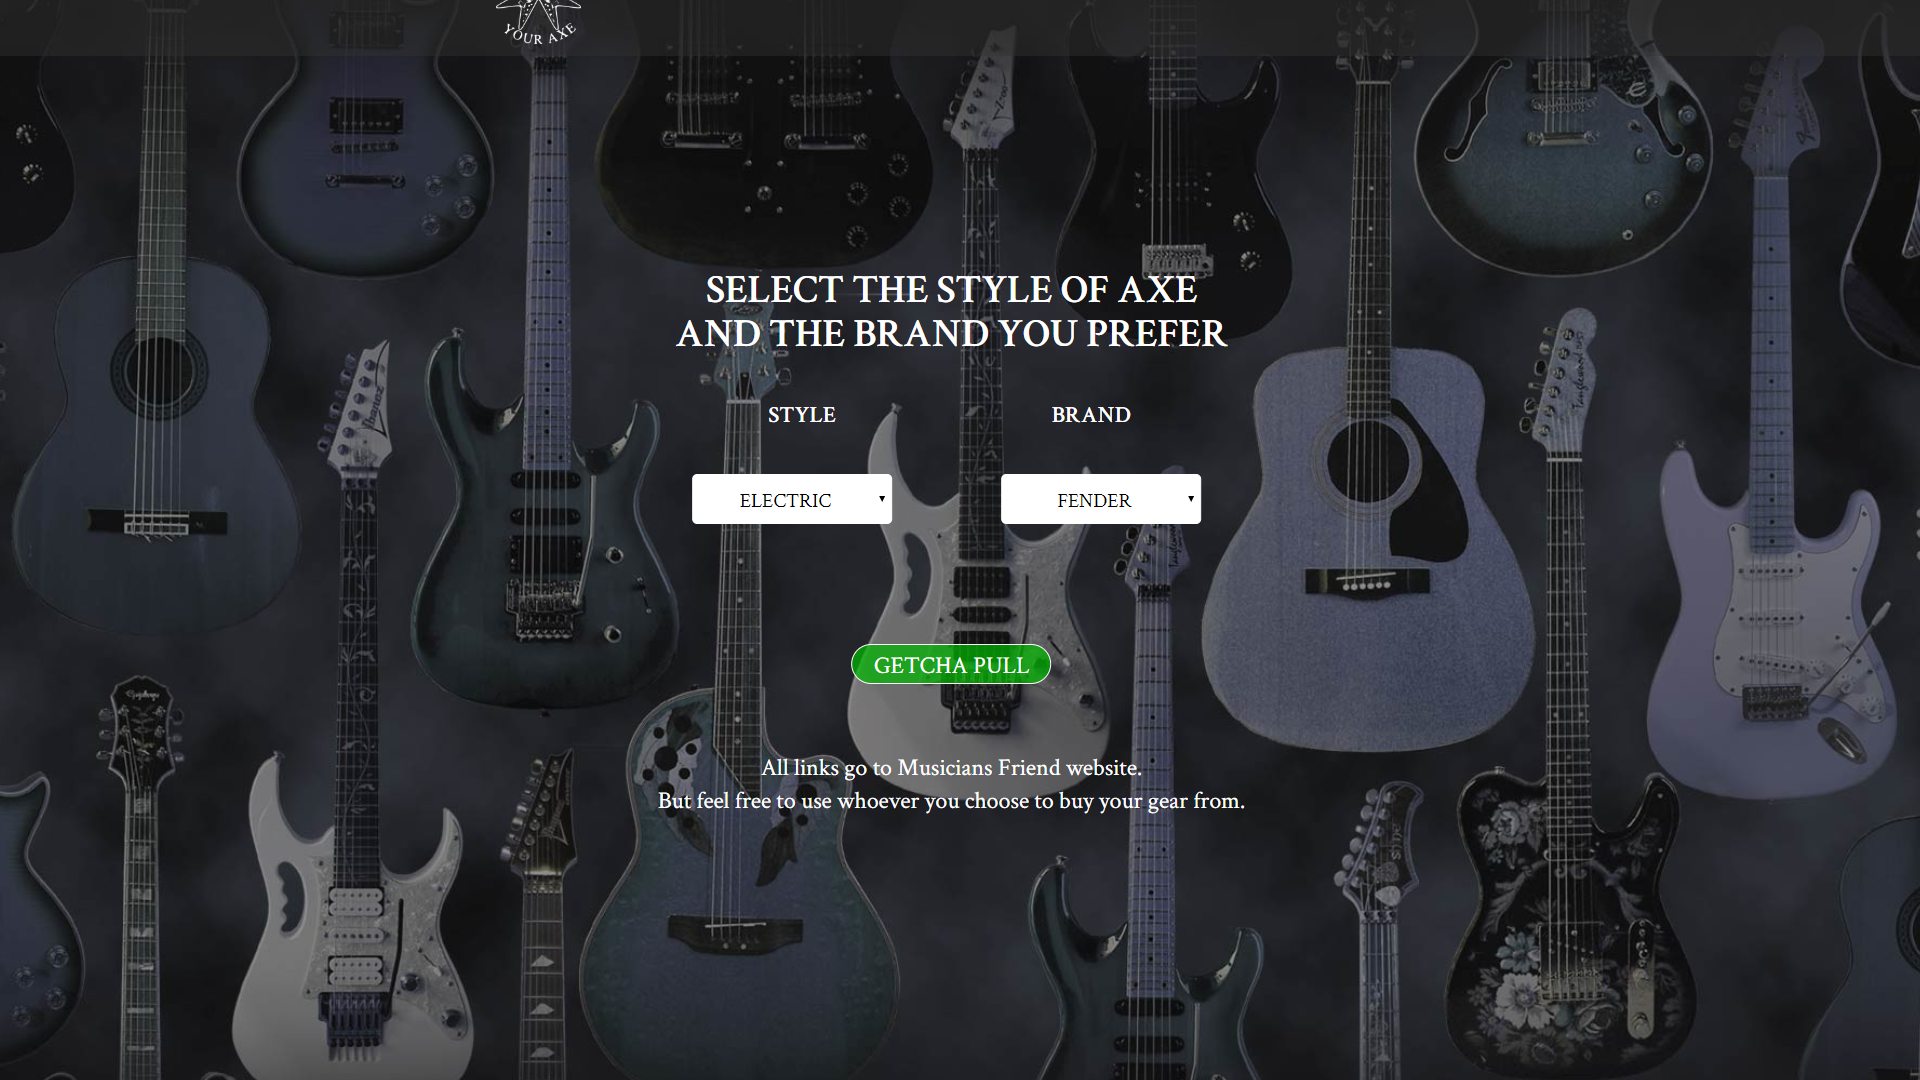 YOUR AXE
SELECT THE STYLE OF AXE
AND THE BRAND YOU PREFER
STYLE
BRAND
ELECTRIC
FENDER
GETCHA PULL
All links go to Musicians Friend website.
But feel free to use whoever you choose to buy your gear from.
Ibanez